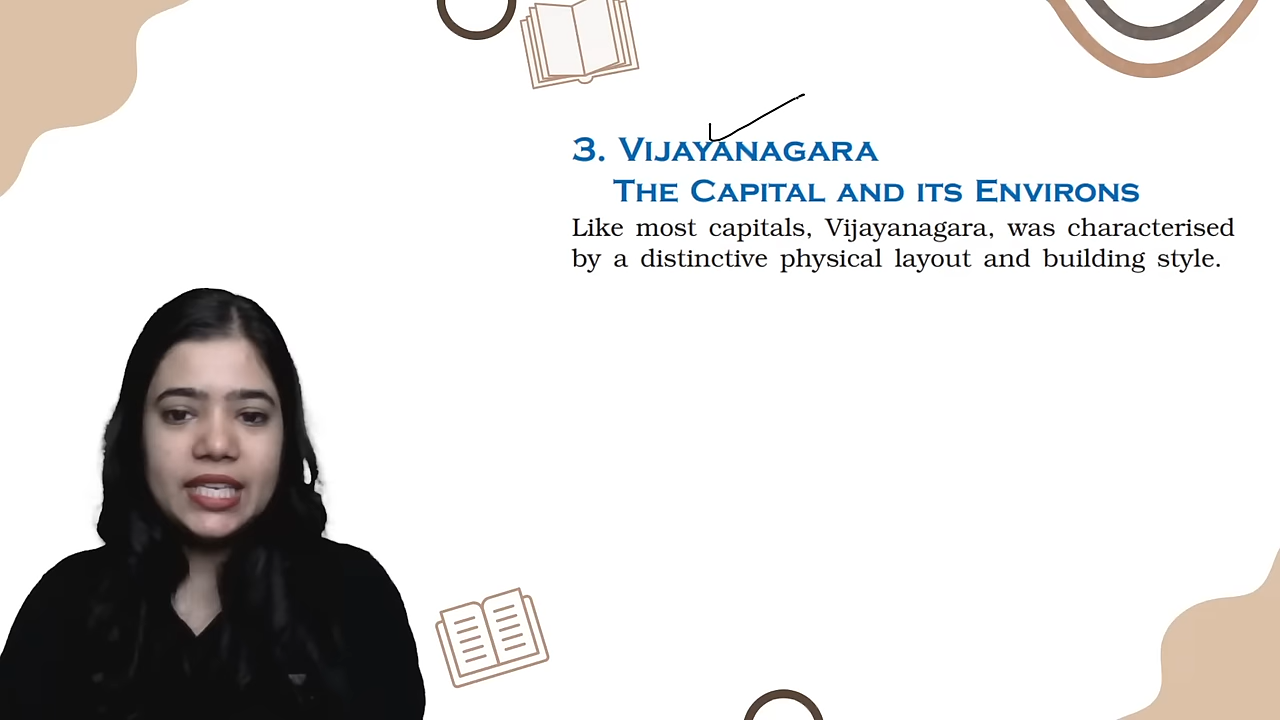 3. VIJAYANAGARA
THE CAPITAL AND ITS ENVIRONS
Like most capitals, Vijayanagara, was characterised
by a distinctive physical layout and building style.